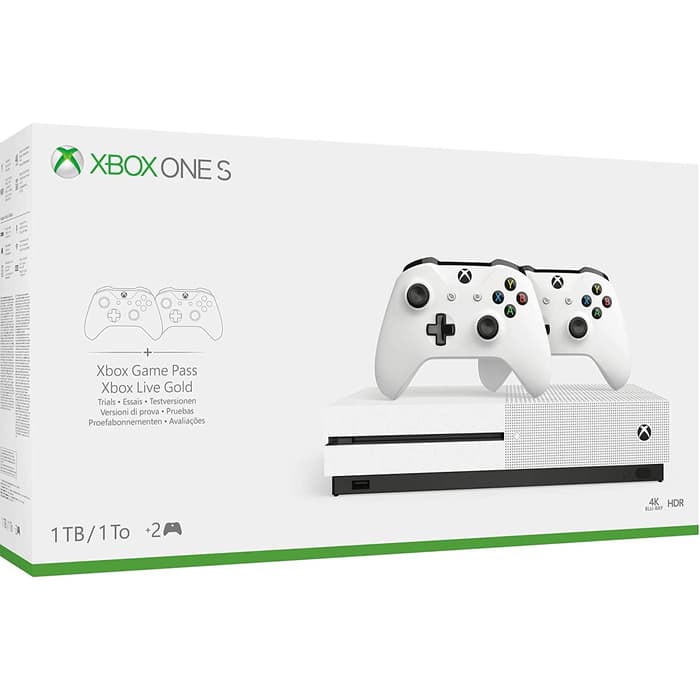 XBOX ONE S
+
Xbox Game Pass
Xbox Live Gold
Trials • Essais • Testversionen
Versioni di prova • Pruebas
Proefabonnementen • Avaliações
1TB/1To +2
Y
X B
A
Y
X B
A
4K
BLU-RAY
HDR